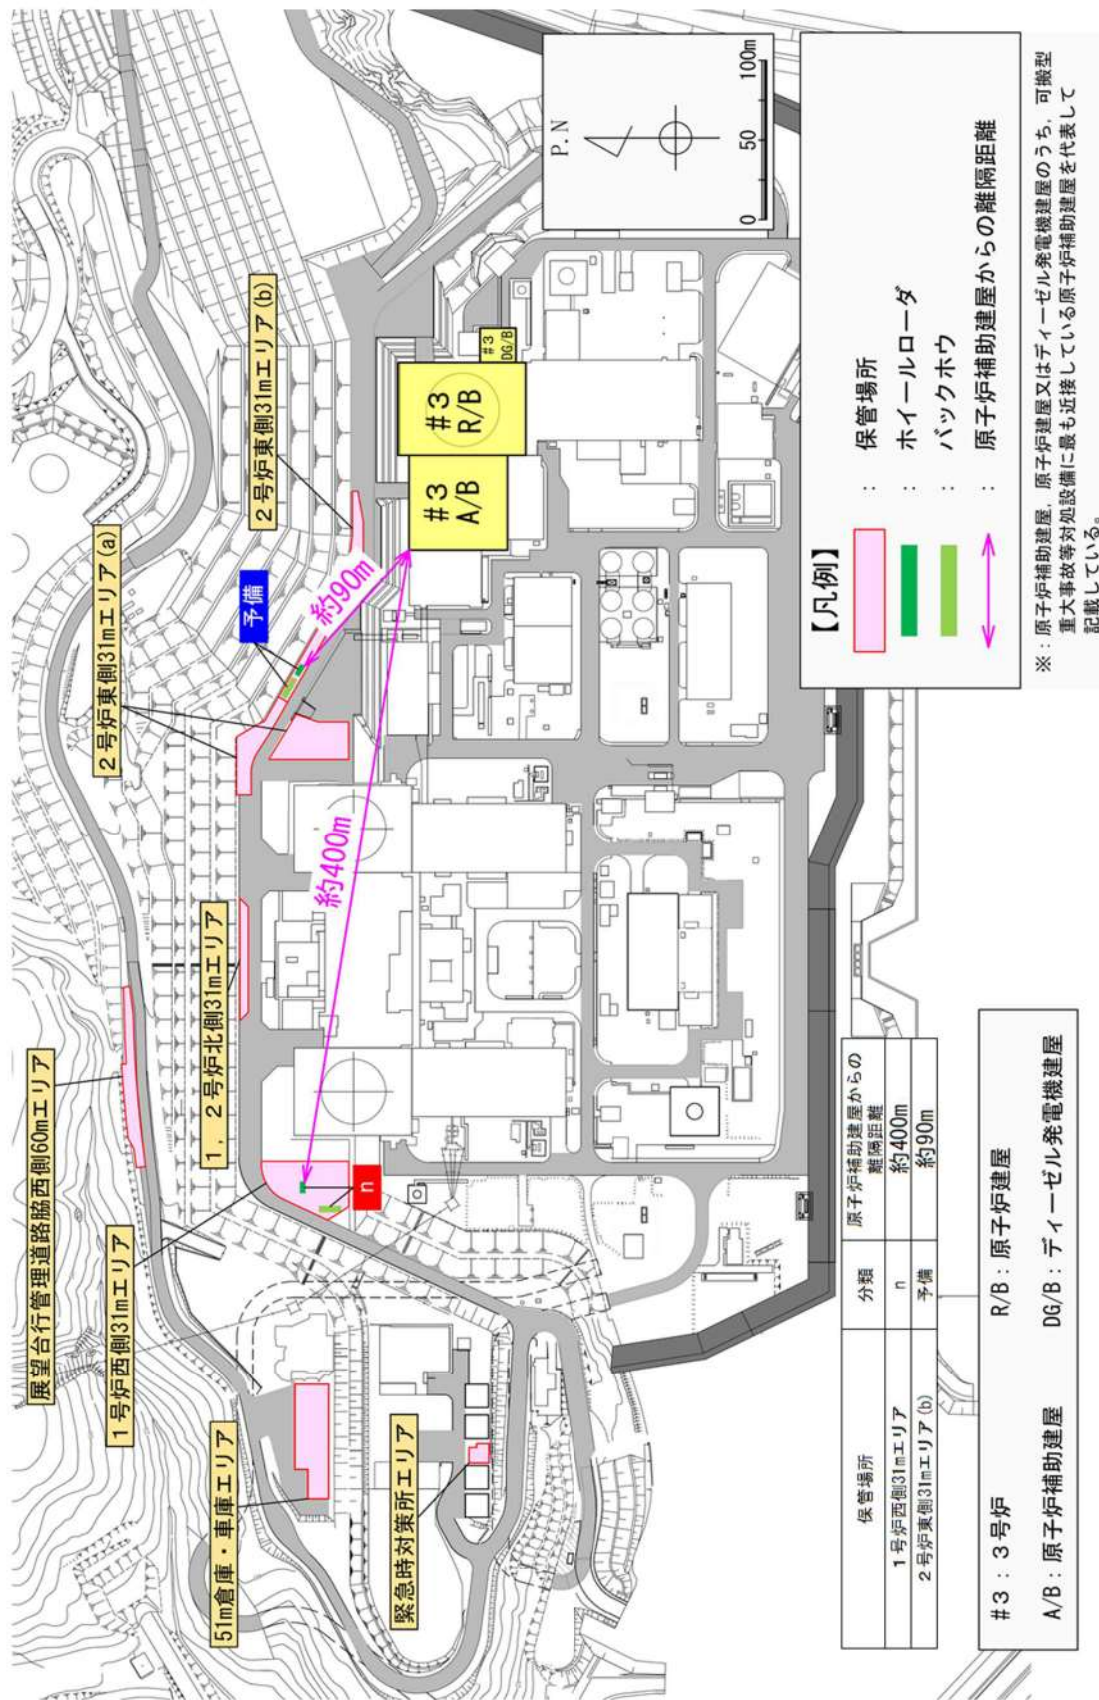 展望台行管理道路脇西側60mエリア
1号炉西側31mエリア
51m倉庫・車庫エリア
緊急時対策所エリア
1，2号炉北側31mエリア
2号炉東側31mエリア(a)
2号炉東側31mエリア(b)
予備
n
約90m
約400m
#3
A/B
#3
R/B
#3
DG/B
P.N
0 50 100m
【凡例】
： 保管場所
： ホイールローダ
： バックホウ
： 原子炉補助建屋からの離隔距離
※：原子炉補助建屋，原子炉建屋又はディーゼル発電機建屋のうち，可搬型
重大事故等対処設備に最も近接している原子炉補助建屋を代表して
記載している。
保管場所 分類 原子炉補助建屋からの
離隔距離
1号炉西側31mエリア n 約400m
2号炉東側31mエリア(b) 予備 約90m
#3：3号炉 R/B：原子炉建屋
A/B：原子炉補助建屋 DG/B：ディーゼル発電機建屋